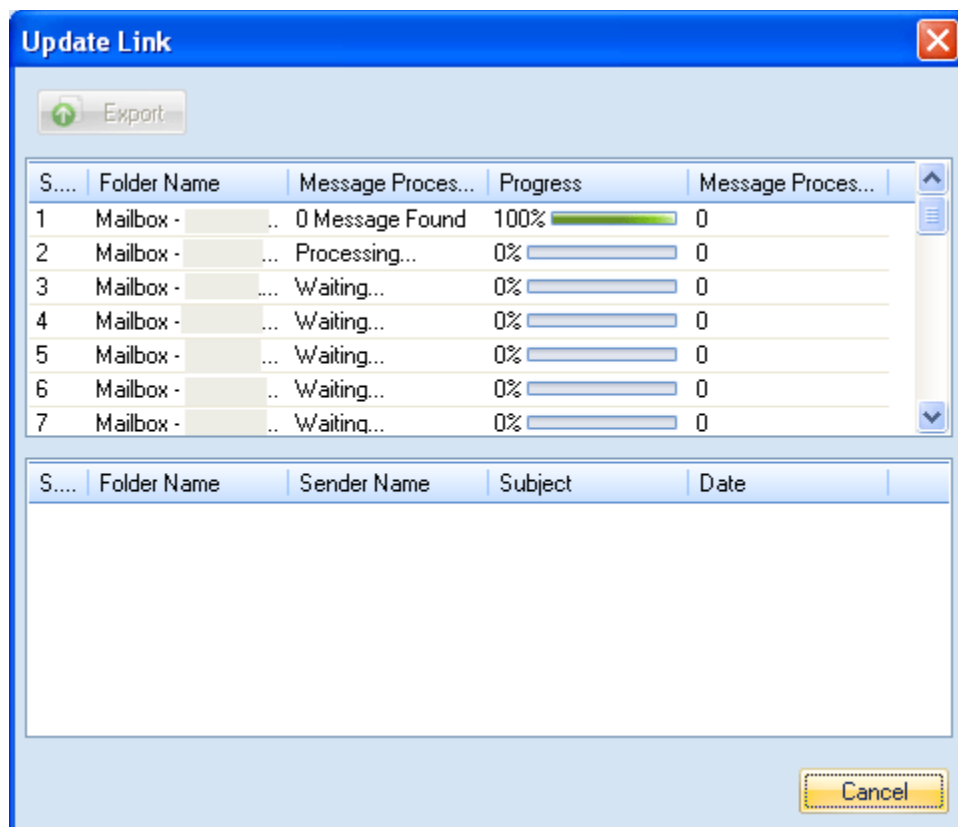 Update Link
Export
S.... Folder Name Message Proces... Progress Message Proces...
1 Mailbox - .. 0 Message Found 100% 0
2 Mailbox - ... Processing... 0% 0
3 Mailbox - .... Waiting... 0% 0
4 Mailbox - ... Waiting... 0% 0
5 Mailbox - ... Waiting... 0% 0
6 Mailbox - .. Waiting... 0% 0
7 Mailbox - .. Waiting... 0% 0
S.... Folder Name Sender Name Subject Date
Cancel